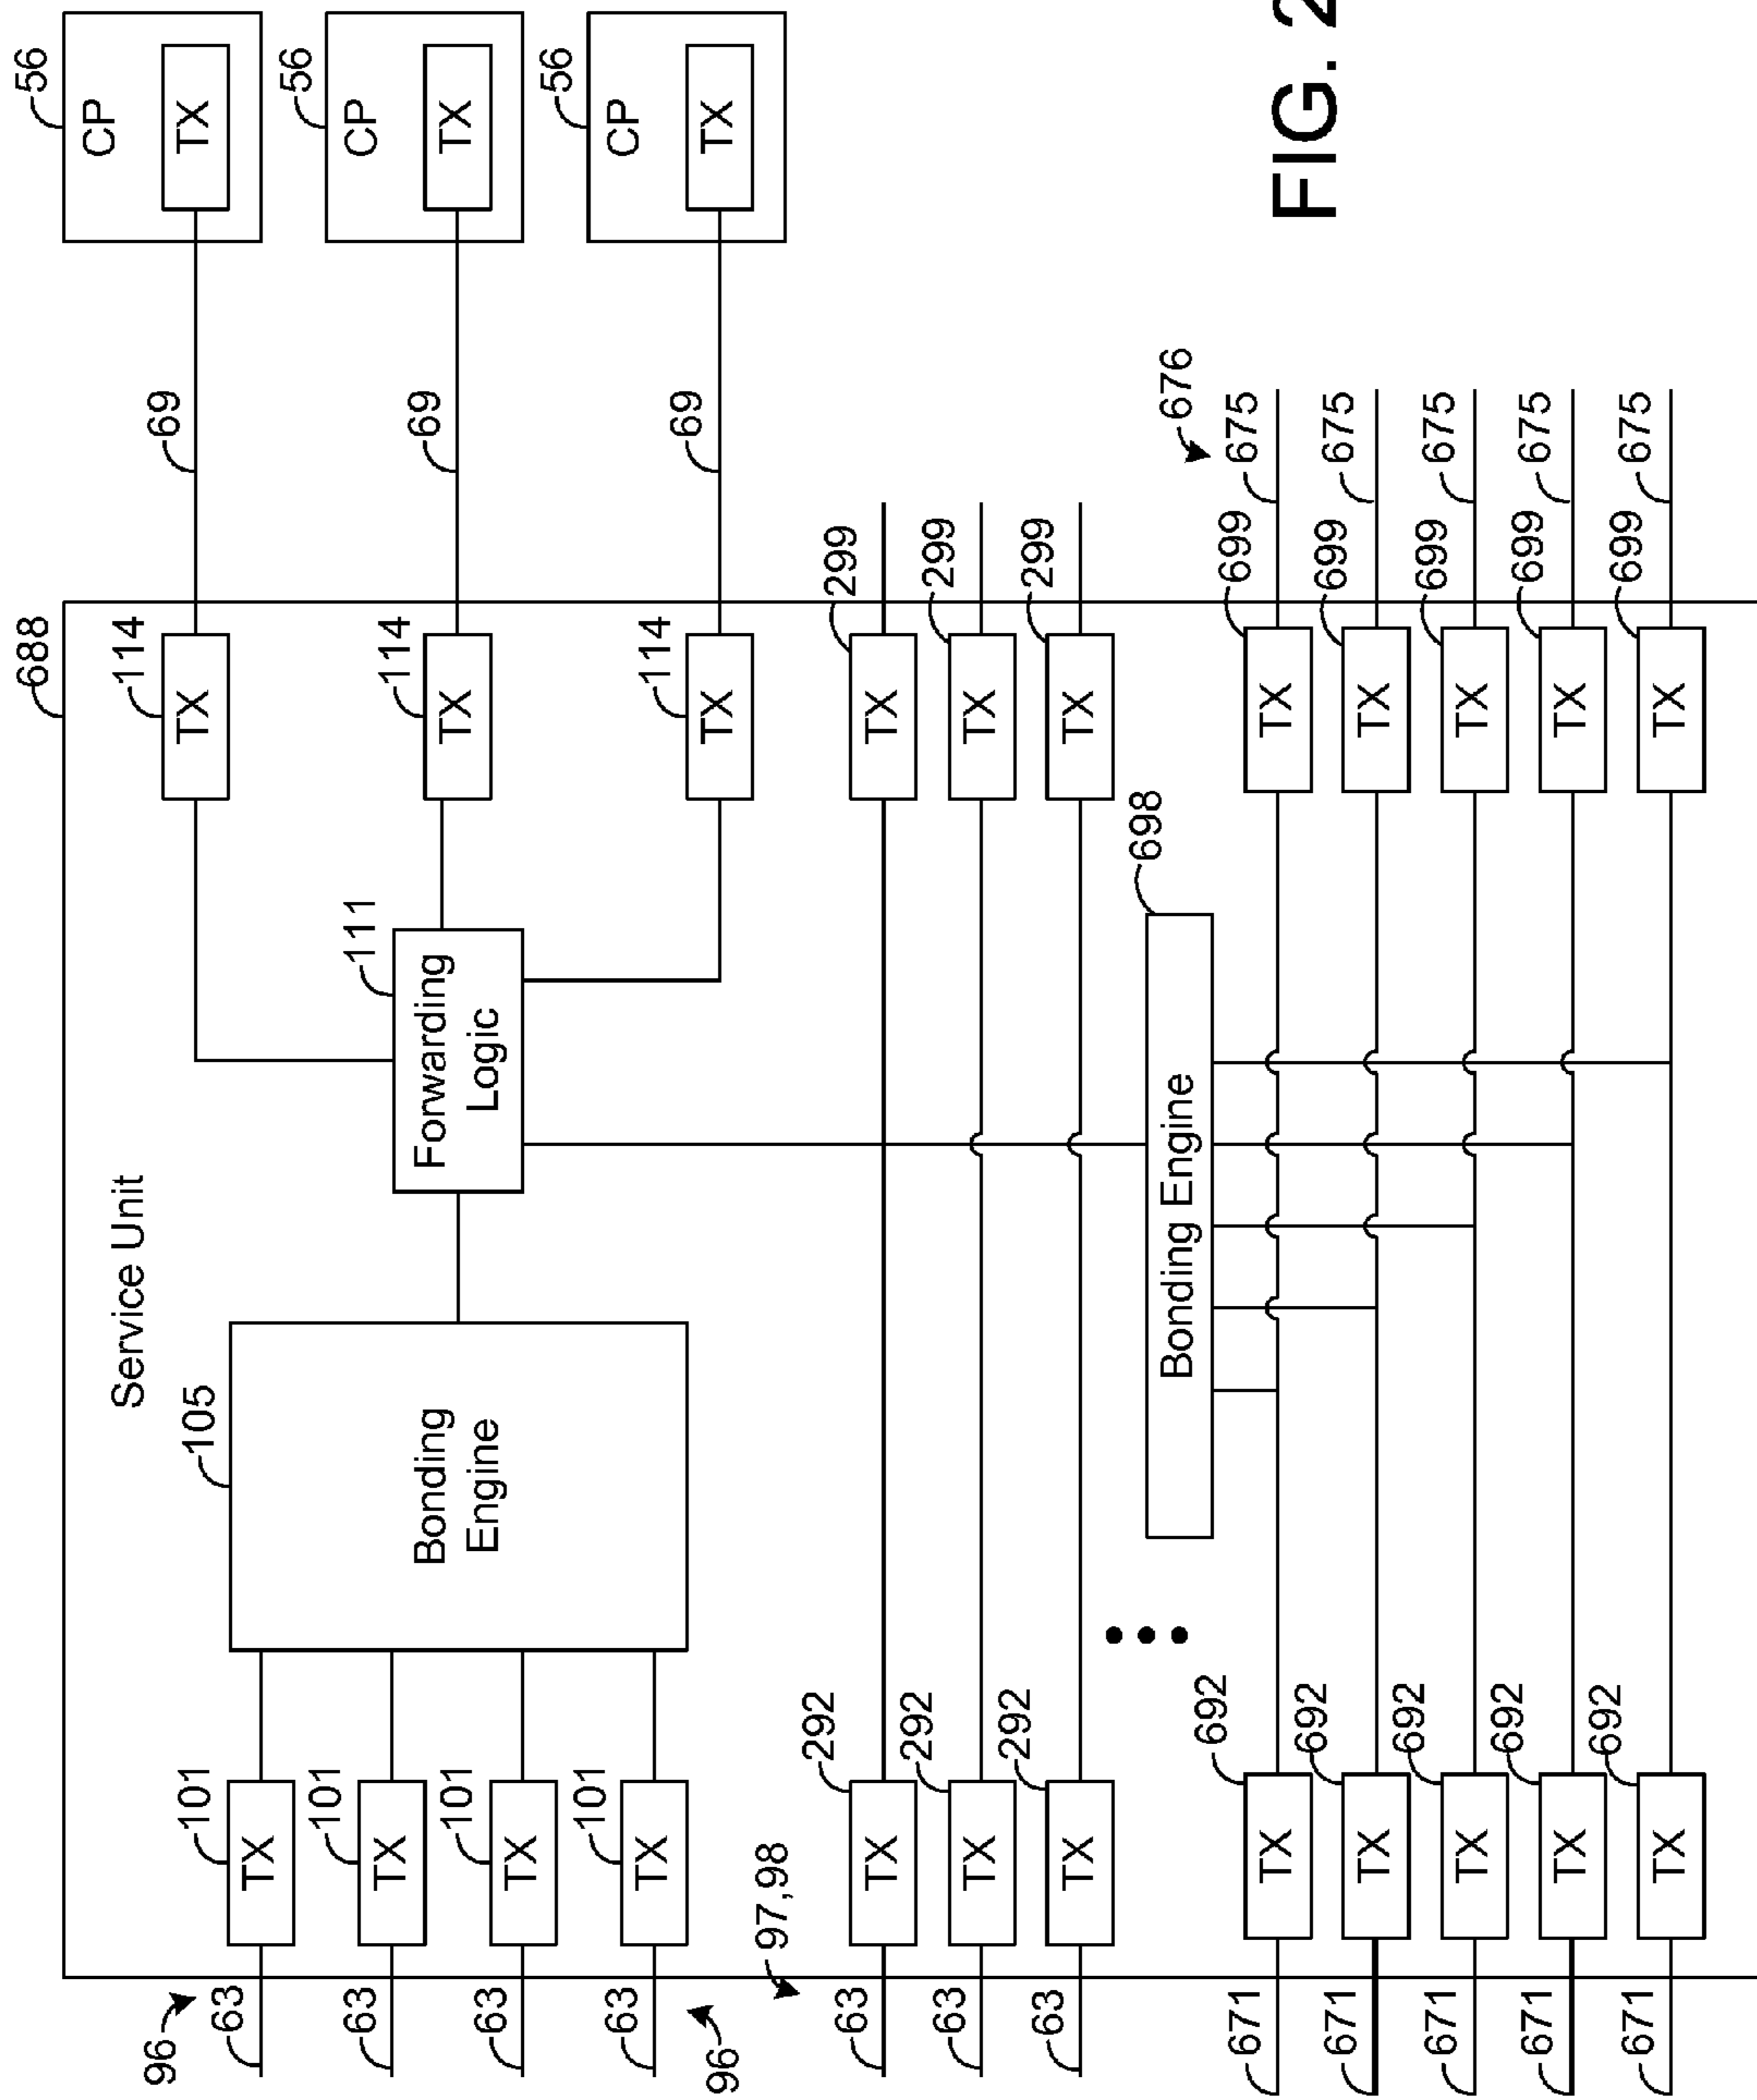 688
56
Service Unit
114
69
CP
96
63
101
105
TX
TX
TX
56
63
101
TX
111
Bonding
Engine
Forwarding
Logic
114
69
CP
TX
TX
63
101
TX
56
63
101
TX
114
69
CP
TX
TX
96
97,98
63
292
TX
TX
299
63
292
TX
TX
299
63
292
TX
TX
299
698
Bonding Engine
676
671
692
TX
TX
699
675
671
692
TX
TX
699
675
671
692
TX
TX
699
675
671
692
TX
TX
699
675
671
692
TX
TX
699
675
FIG. 2